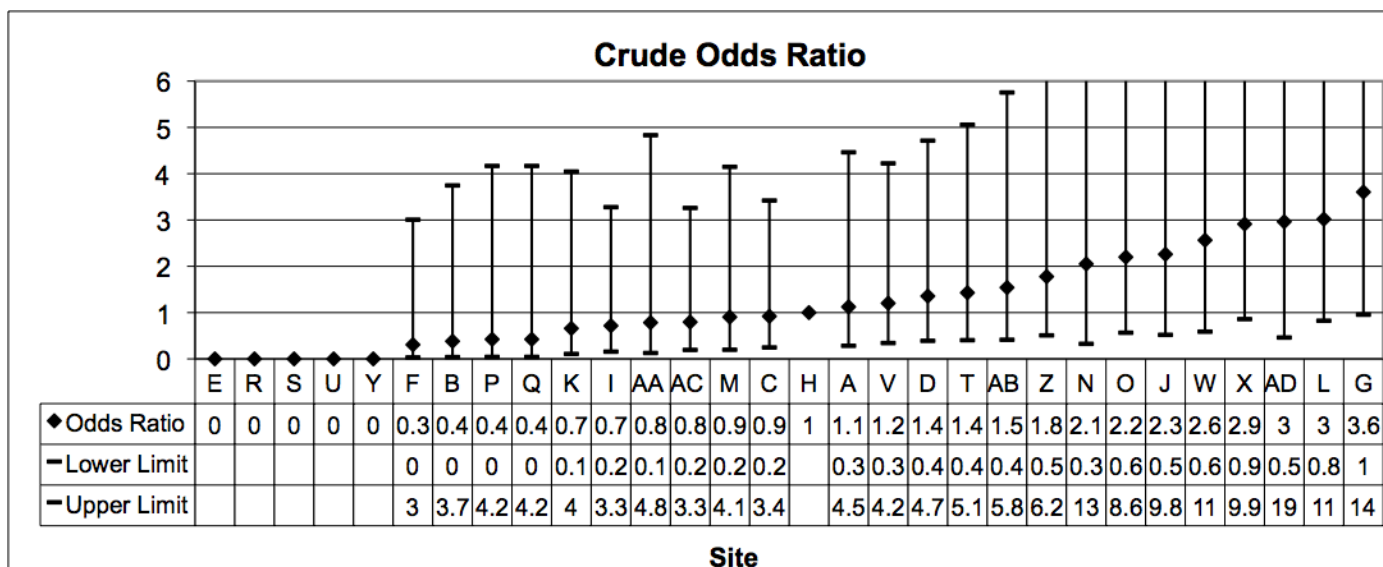 Crude Odds Ratio
6
5
4
3
2
1
0
E R S U Y F B P Q K I AA AC M C H A V D T AB Z N O J W X AD L G
Odds Ratio 0 0 0 0 0 0.3 0.4 0.4 0.4 0.7 0.7 0.8 0.8 0.9 0.9 1 1.1 1.2 1.4 1.4 1.5 1.8 2.1 2.2 2.3 2.6 2.9 3 3 3.6
Lower Limit 0 0 0 0 0.1 0.2 0.1 0.2 0.2 0.2 0.3 0.3 0.4 0.4 0.4 0.5 0.3 0.6 0.5 0.6 0.9 0.5 0.8 1
Upper Limit 3 3.7 4.2 4.2 4 3.3 4.8 3.3 4.1 3.4 4.5 4.2 4.7 5.1 5.8 6.2 13 8.6 9.8 11 9.9 19 11 14
Site